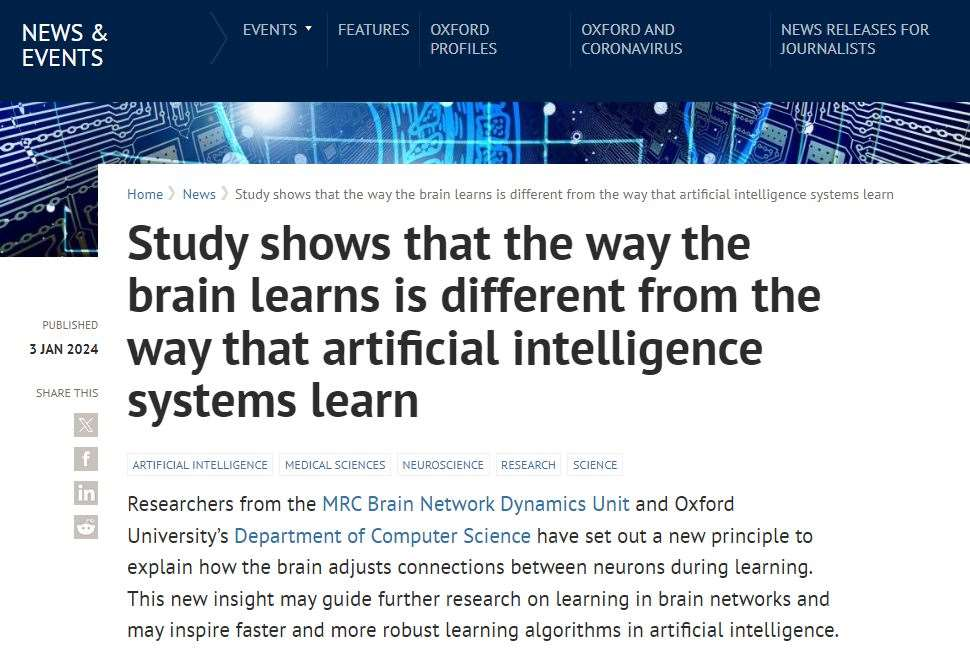 NEWS &
EVENTS
EVENTS
FEATURES
OXFORD
PROFILES
OXFORD AND
CORONAVIRUS
NEWS RELEASES FOR
JOURNALISTS
Home
News
Study shows that the way the brain learns is different from the way that artificial intelligence systems learn
Study shows that the way the
brain learns is different from the
way that artificial intelligence
systems learn
PUBLISHED
3 JAN 2024
SHARE THIS
ARTIFICIAL INTELLIGENCE
MEDICAL SCIENCES
NEUROSCIENCE
RESEARCH
SCIENCE
Researchers from the MRC Brain Network Dynamics Unit and Oxford
University’s Department of Computer Science have set out a new principle to
explain how the brain adjusts connections between neurons during learning.
This new insight may guide further research on learning in brain networks and
may inspire faster and more robust learning algorithms in artificial intelligence.